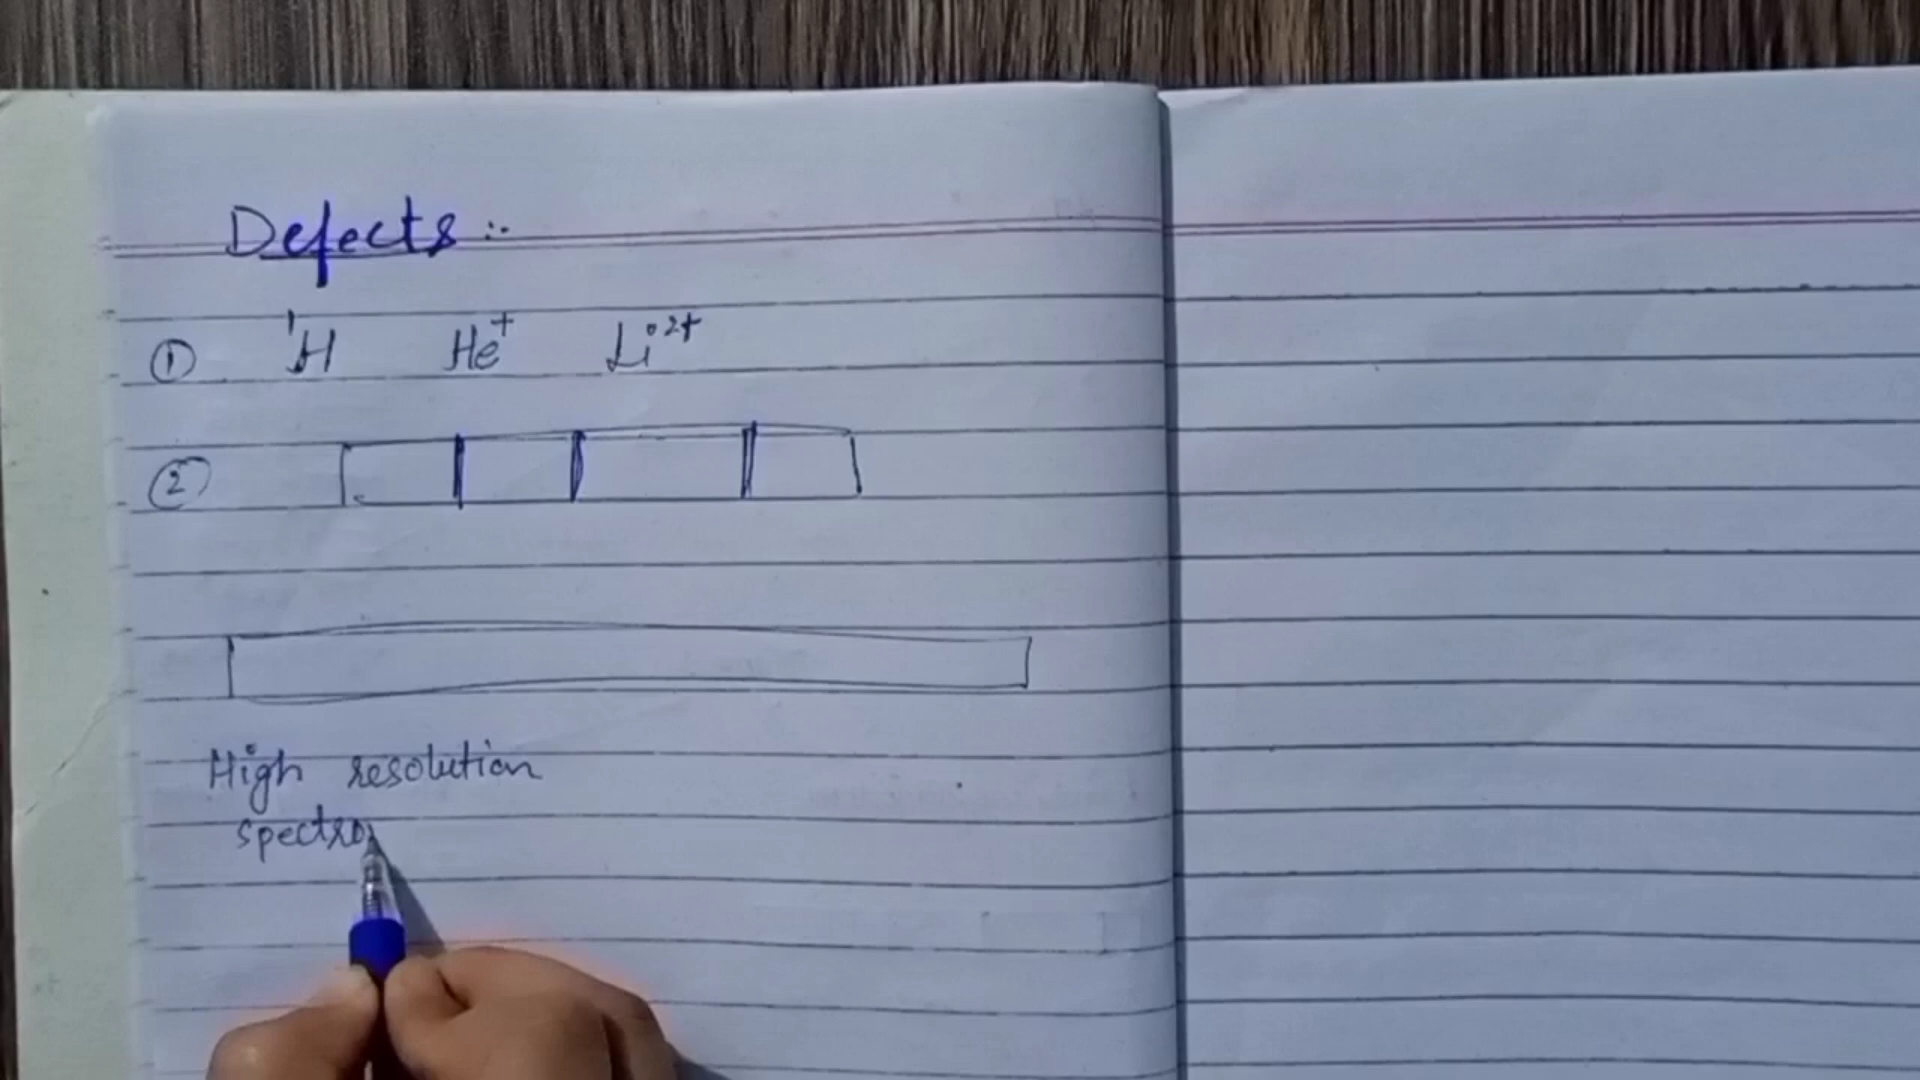 Defects :-
① ¹H He⁺ Li²⁺
②
High resolution
spectro